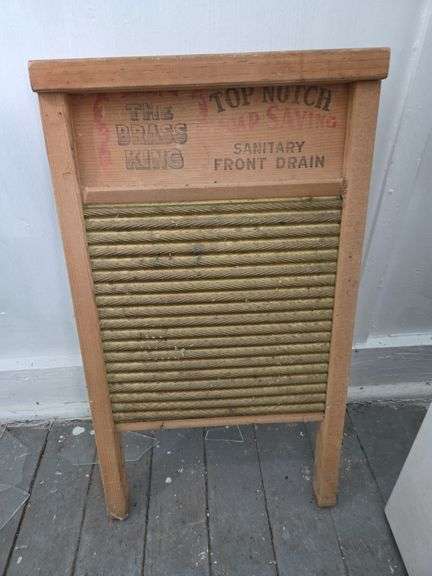 THE
BRASS
KING
TOP NOTCH
SAVING
SANITARY
FRONT DRAIN